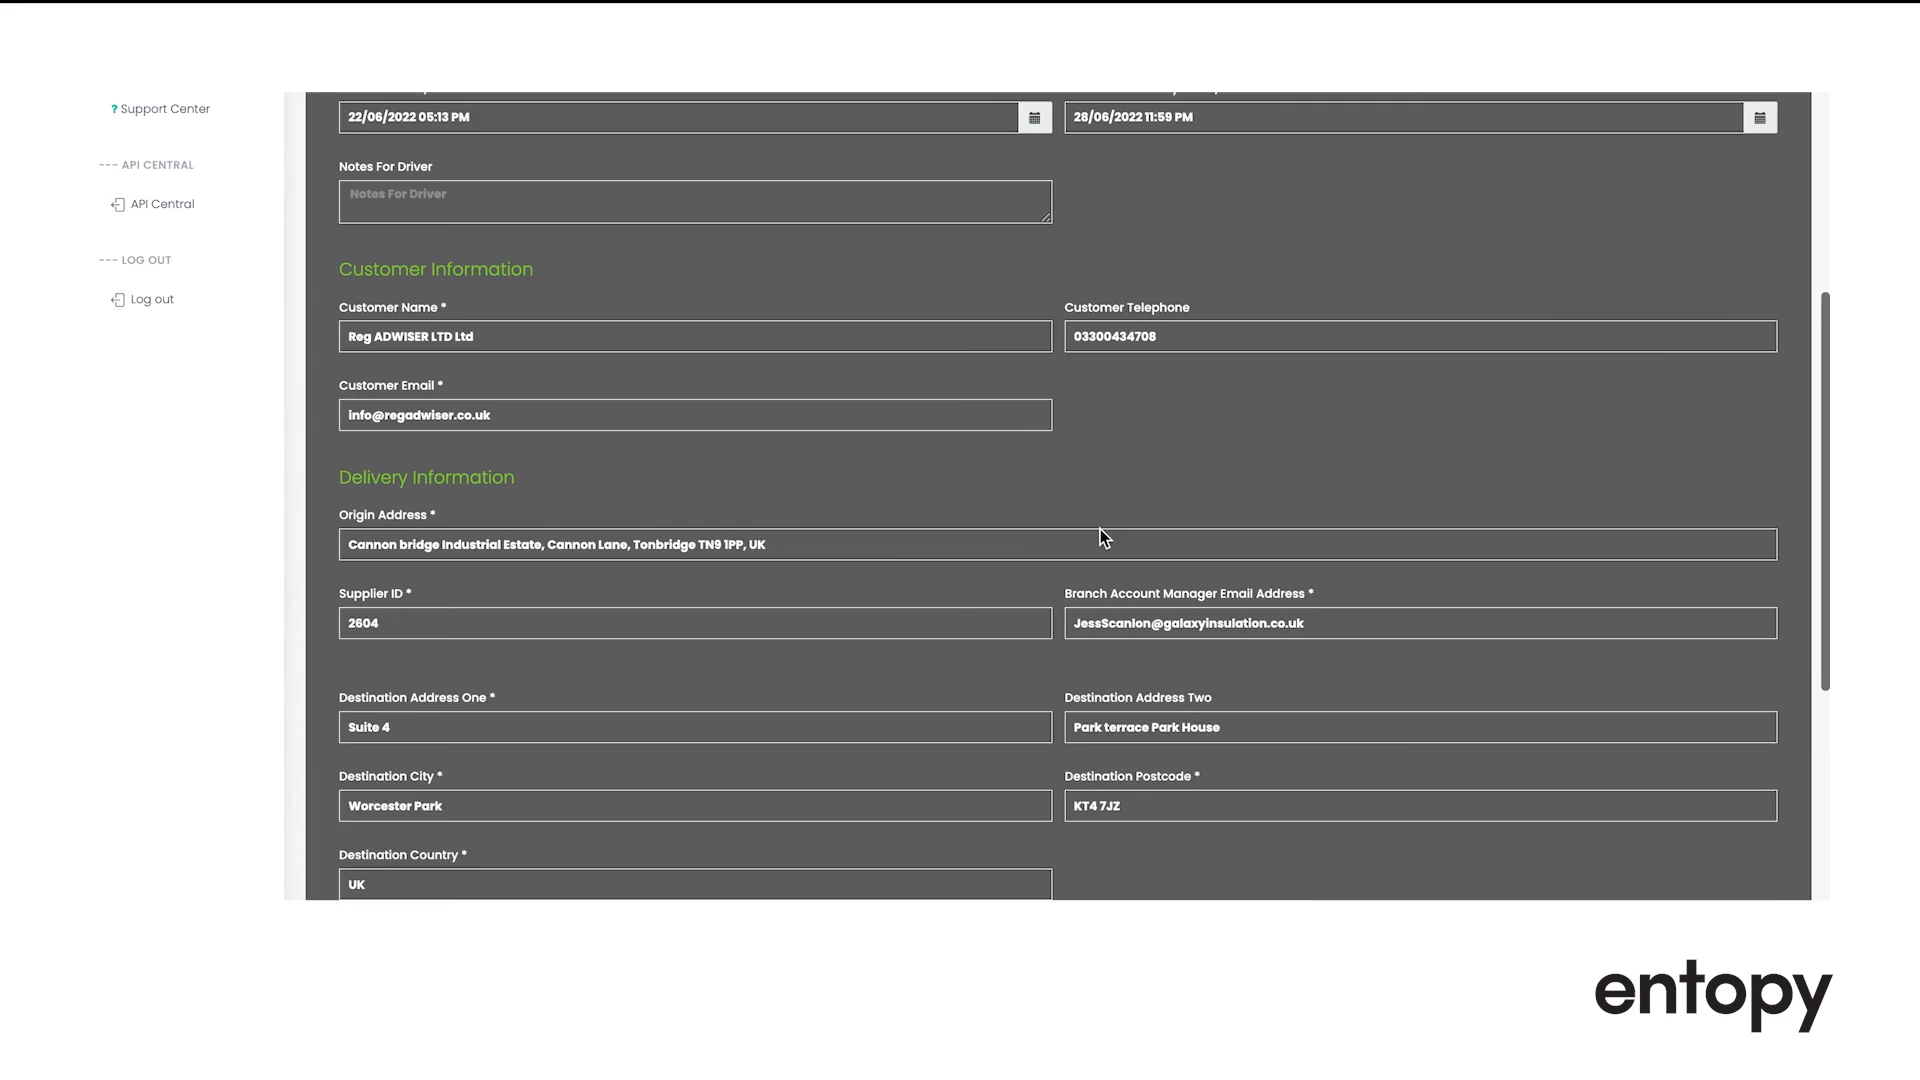 ? Support Center
--- API CENTRAL
API Central
--- LOG OUT
Log out
22/06/2022 05:13 PM
28/06/2022 11:59 PM
Notes For Driver
Notes For Driver
Customer Information
Customer Name *
Customer Telephone
Reg ADWISER LTD Ltd
03300434708
Customer Email *
info@regadwiser.co.uk
Delivery Information
Origin Address *
Cannon bridge Industrial Estate, Cannon Lane, Tonbridge TN9 1PP, UK
Supplier ID *
Branch Account Manager Email Address *
2604
JessScanlon@galaxyinsulation.co.uk
Destination Address One *
Destination Address Two
Suite 4
Park terrace Park House
Destination City *
Destination Postcode *
Worcester Park
KT4 7JZ
Destination Country *
UK
entopy